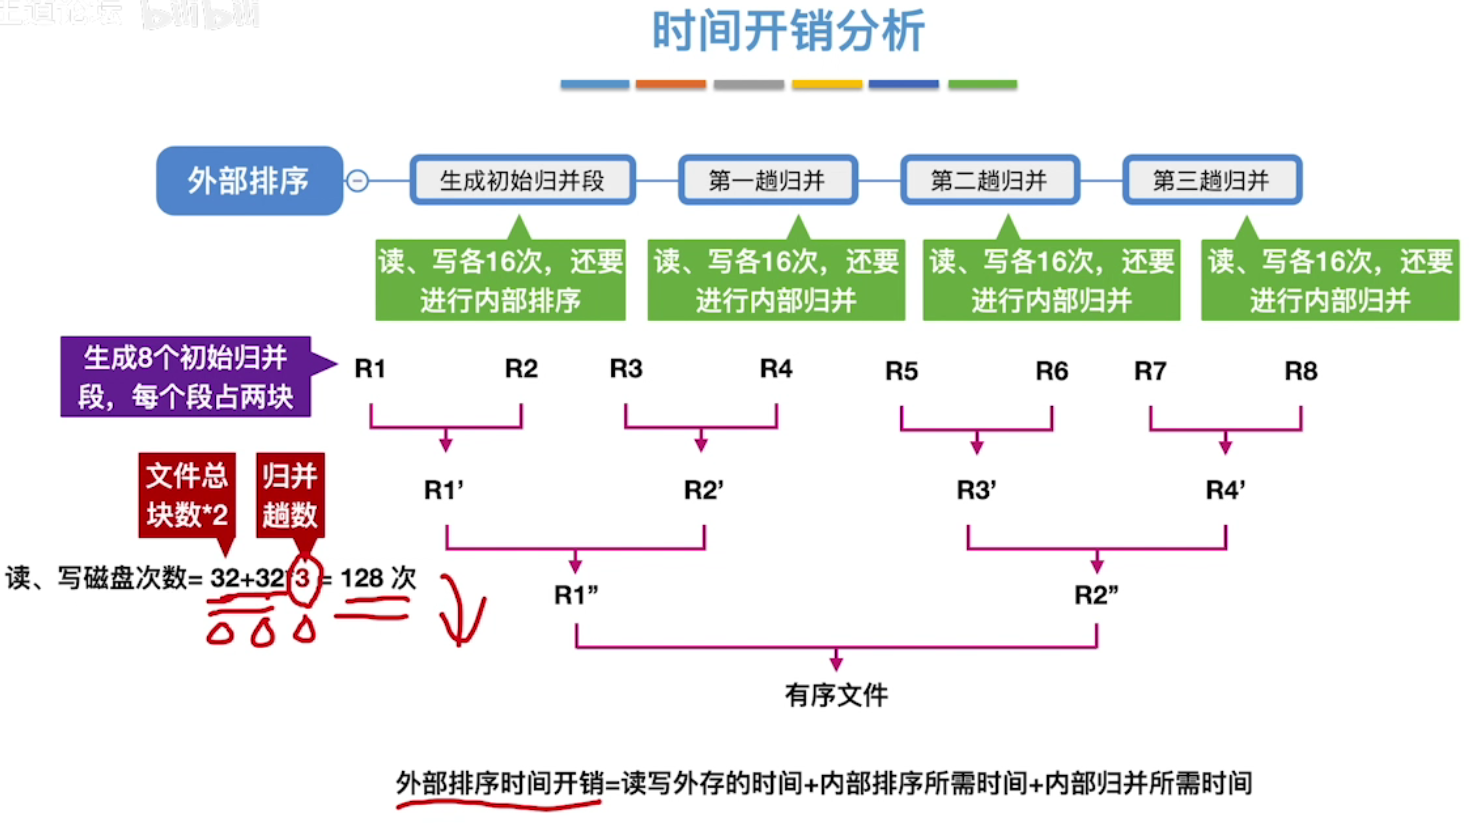 王道论坛 bilibili
时间开销分析
外部排序
生成初始归并段
第一趟归并
第二趟归并
第三趟归并
读、写各16次，还要
进行内部排序
读、写各16次，还要
进行内部归并
读、写各16次，还要
进行内部归并
读、写各16次，还要
进行内部归并
生成8个初始归并
段，每个段占两块
R1 R2 R3 R4 R5 R6 R7 R8
R1’ R2’ R3’ R4’
文件总
块数*2
归并
趟数
读、写磁盘次数= 32+32*3 = 128 次
R1” R2”
有序文件
外部排序时间开销=读写外存的时间+内部排序所需时间+内部归并所需时间